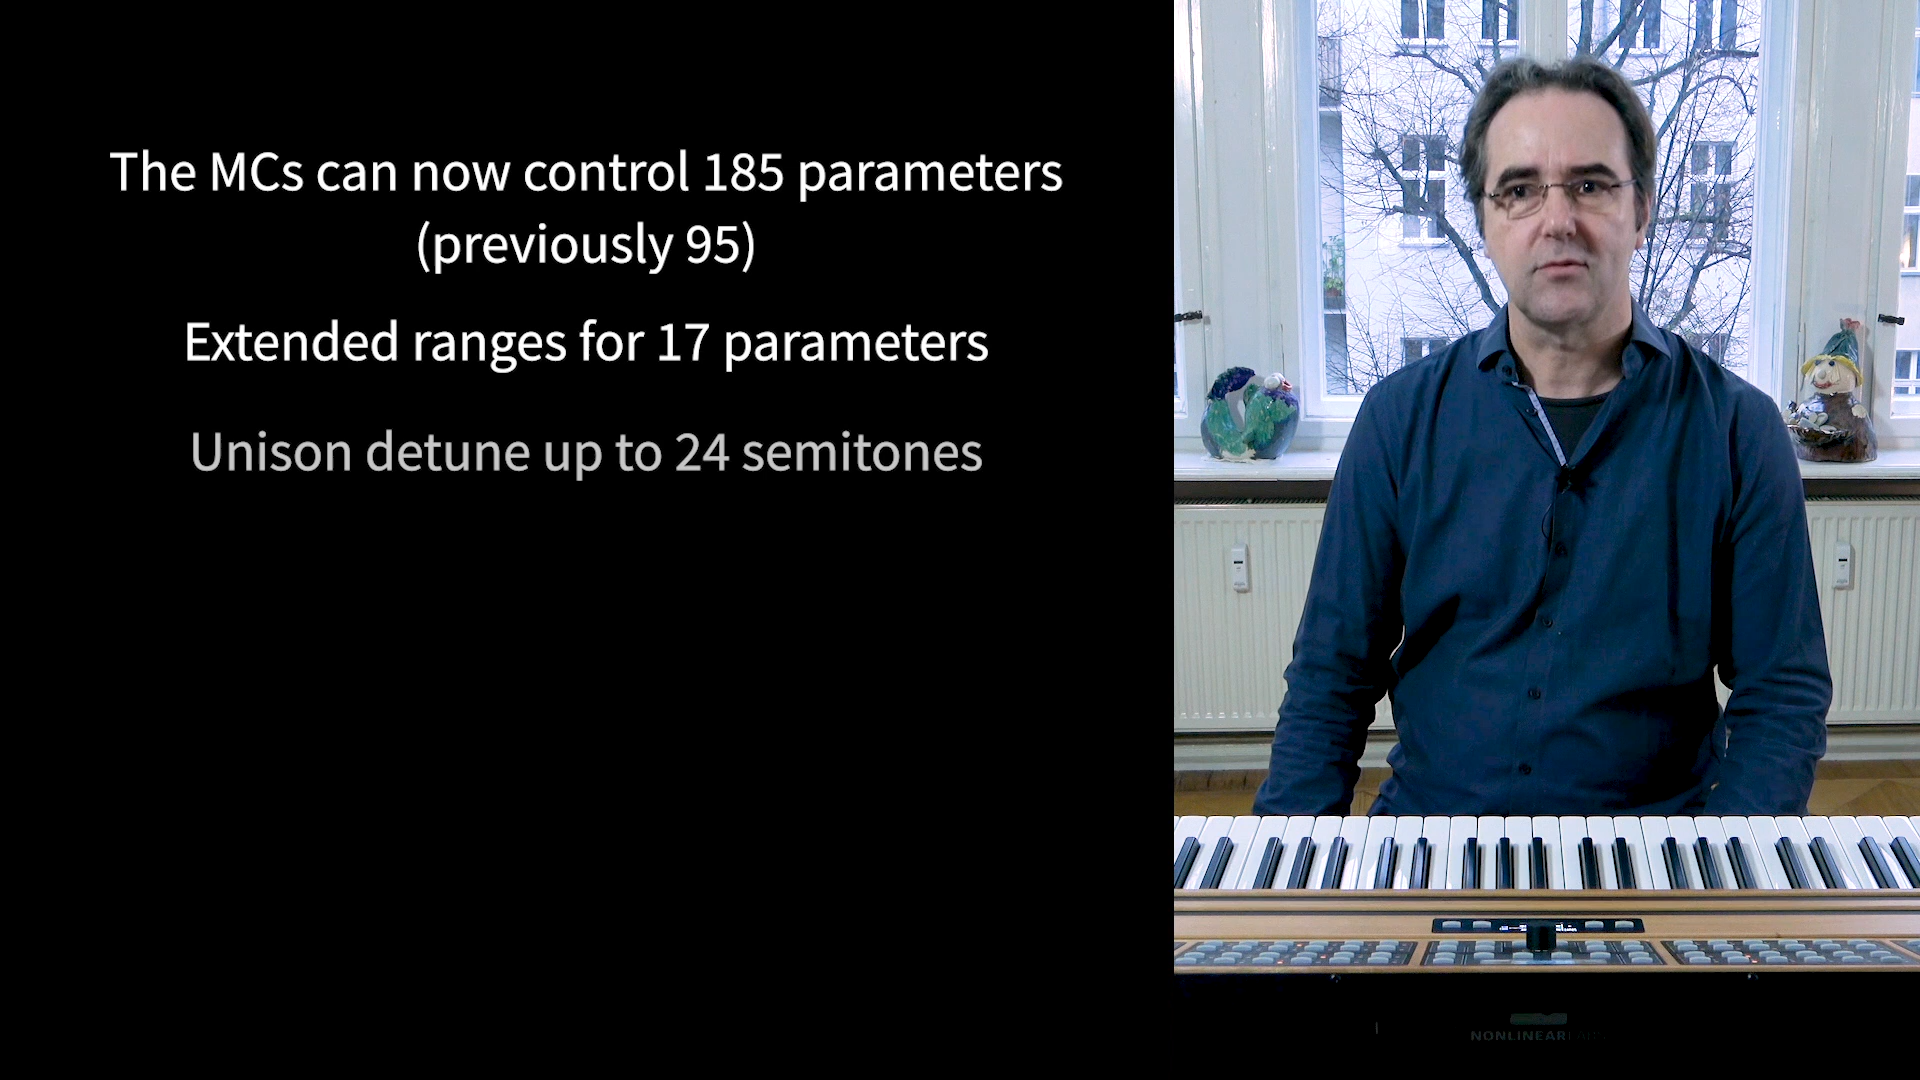 The MCs can now control 185 parameters
(previously 95)
Extended ranges for 17 parameters
Unison detune up to 24 semitones
NONLINEAR